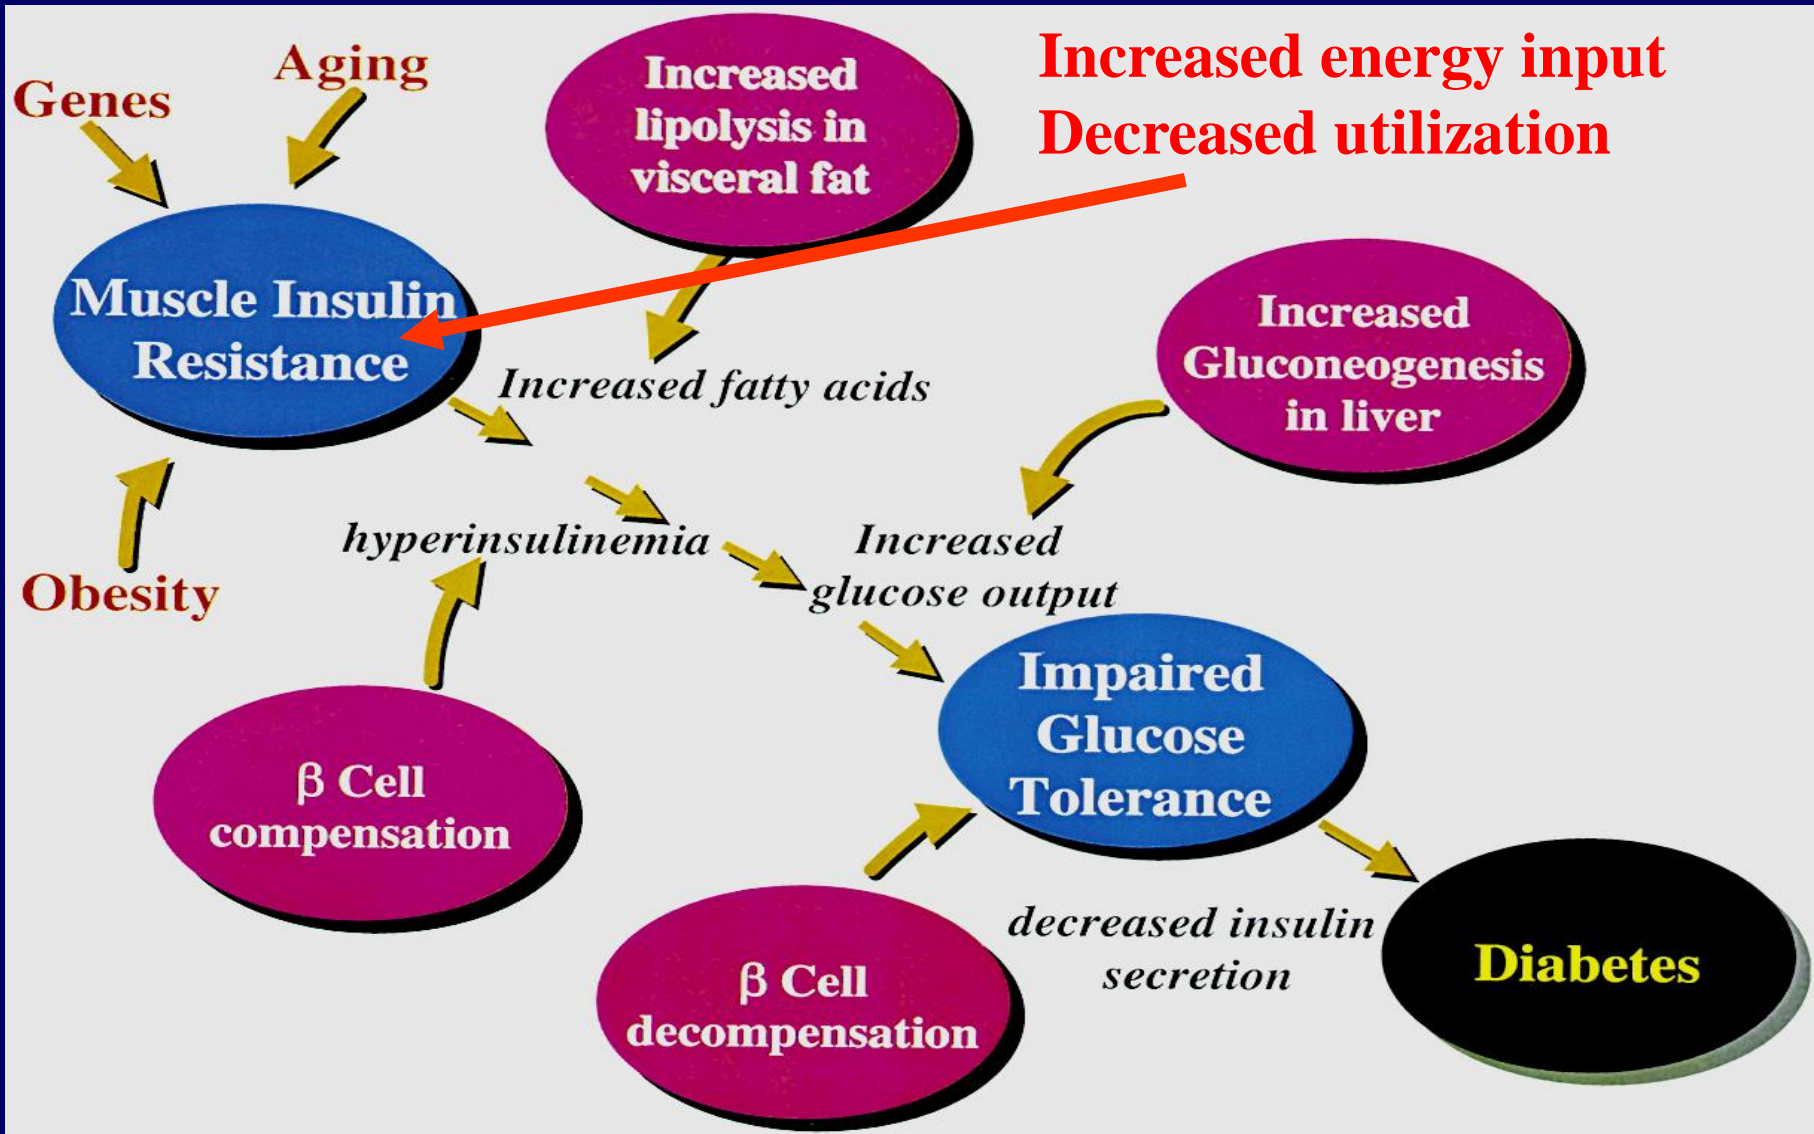 Genes
Aging
Increased
lipolysis in
visceral fat
Increased energy input
Decreased utilization
Muscle Insulin
Resistance
Increased fatty acids
Increased
Gluconeogenesis
in liver
Obesity
hyperinsulinemia
Increased
glucose output
Impaired
Glucose
Tolerance
β Cell
compensation
β Cell
decompensation
decreased insulin
secretion
Diabetes